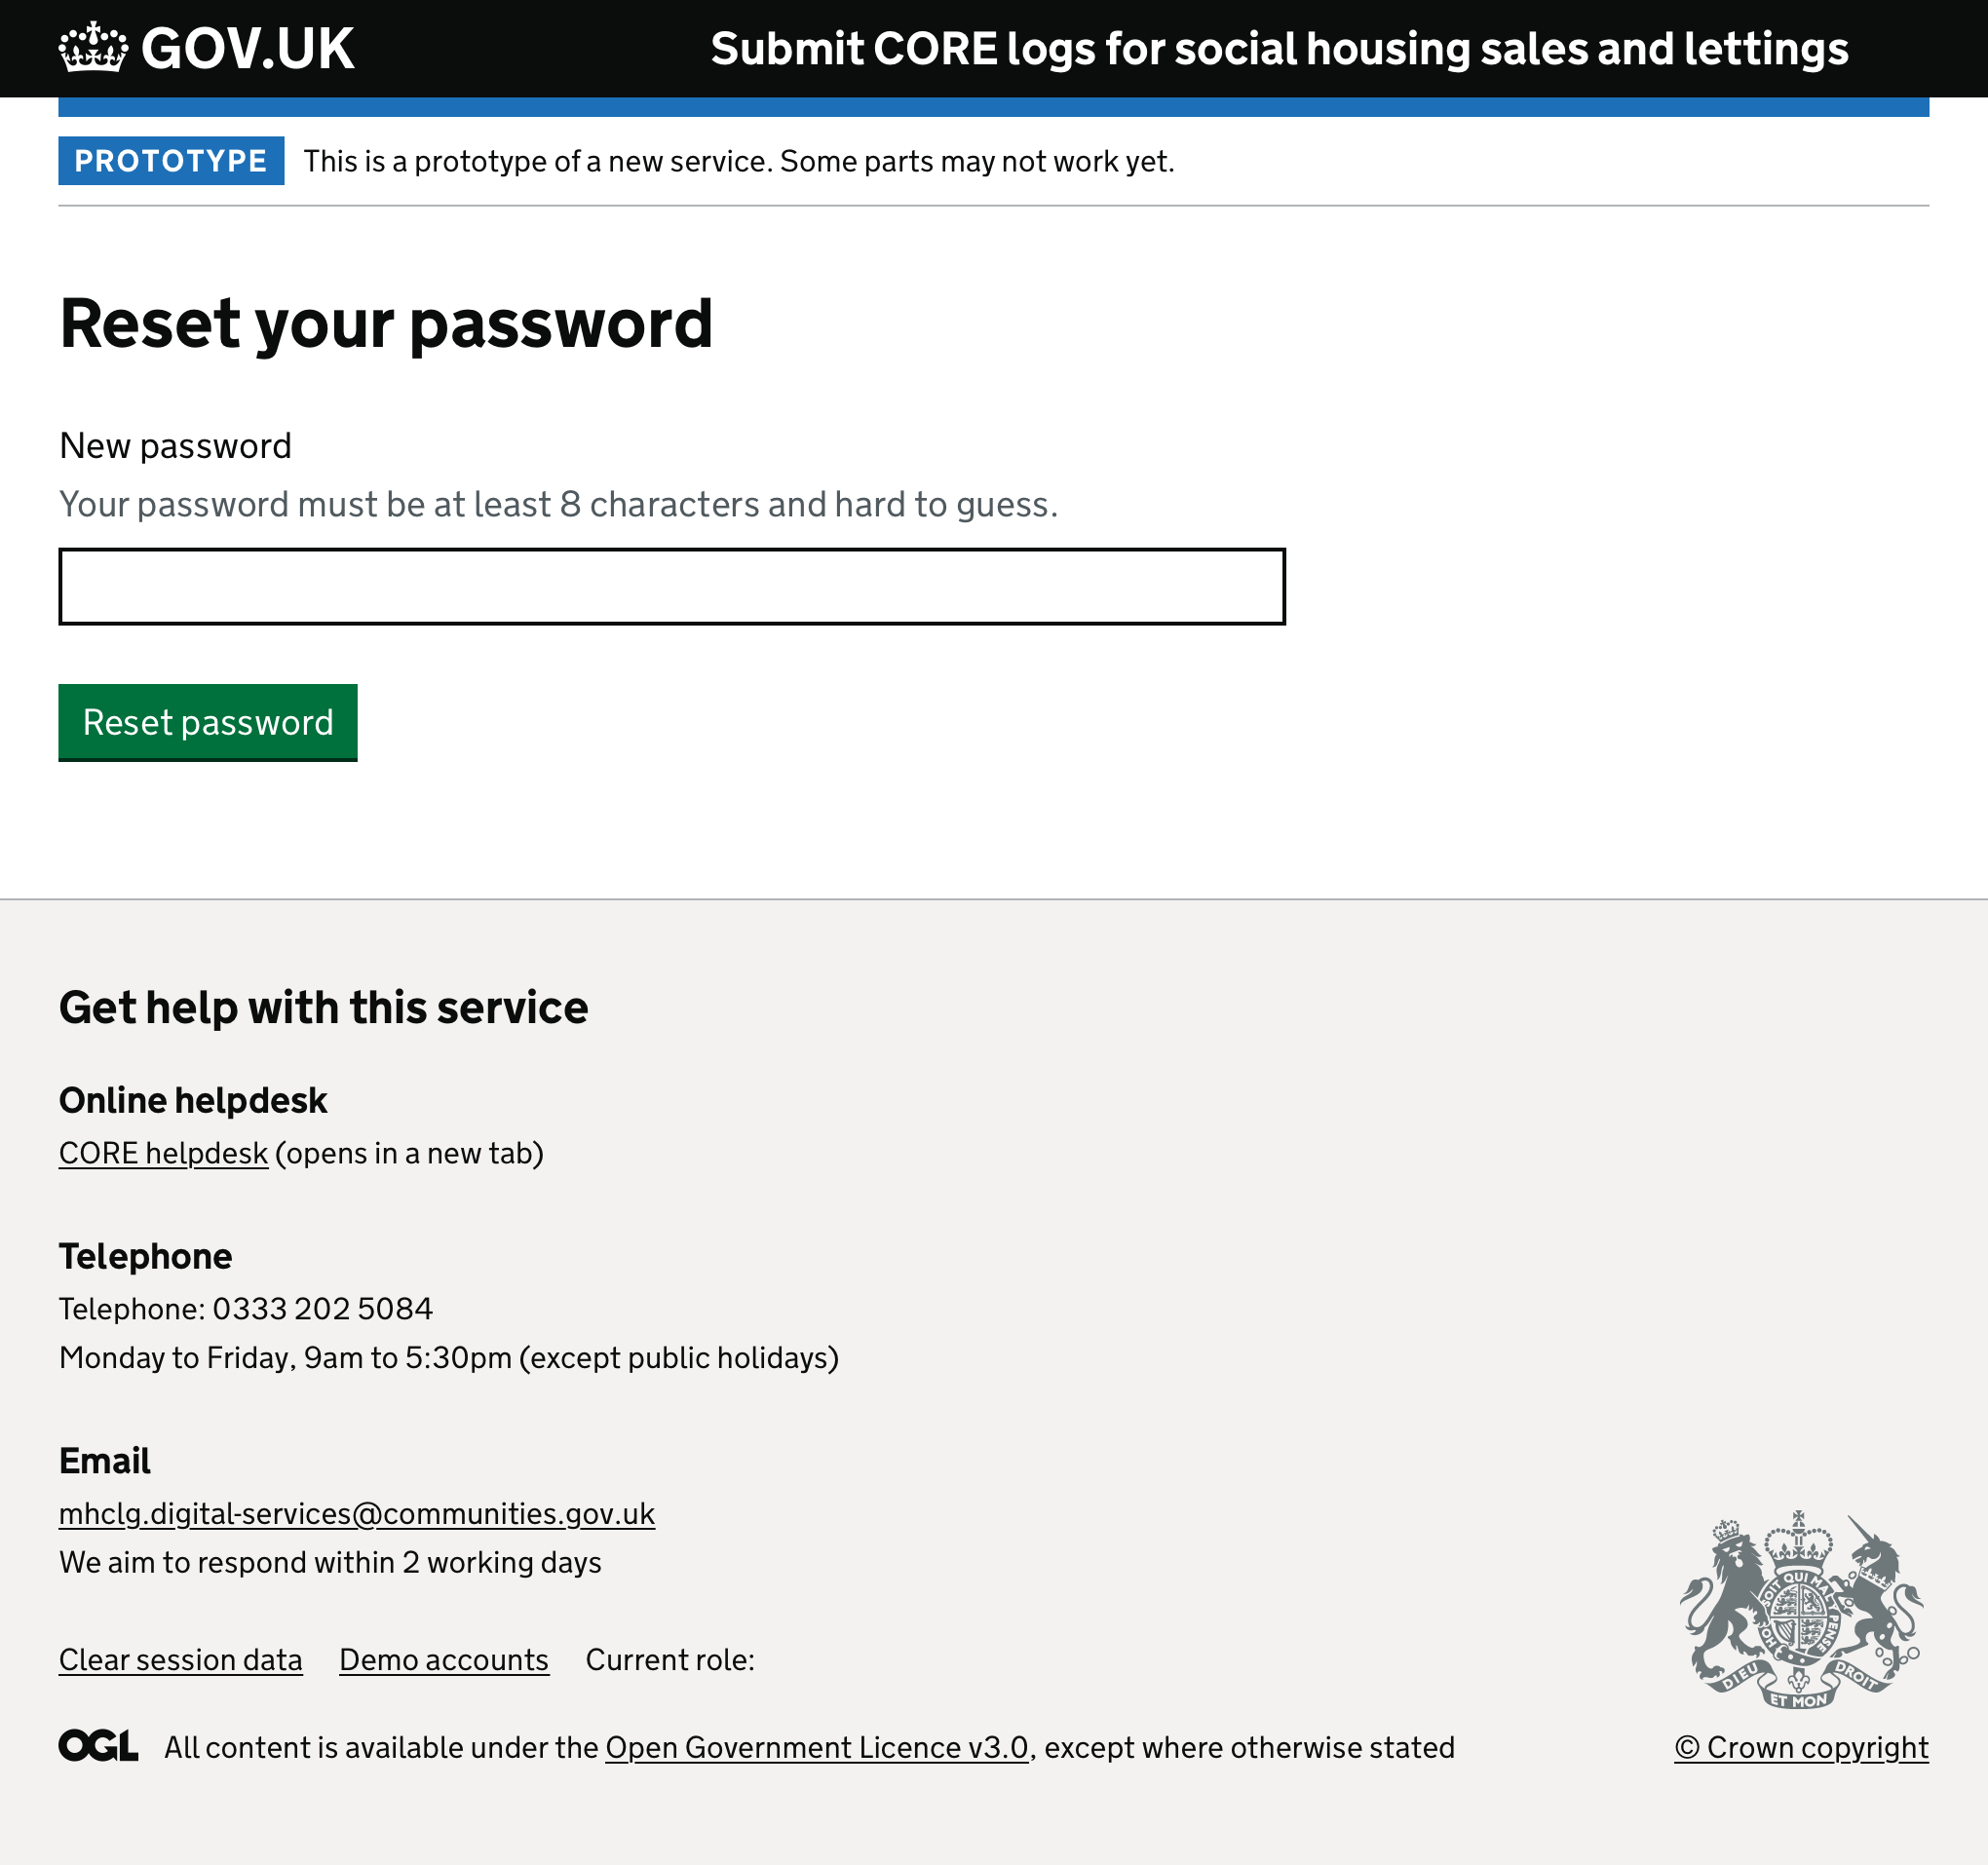 GOV.UK
Submit CORE logs for social housing sales and lettings
PROTOTYPE This is a prototype of a new service. Some parts may not work yet.
Reset your password
New password
Your password must be at least 8 characters and hard to guess.
Reset password
Get help with this service
Online helpdesk
CORE helpdesk (opens in a new tab)
Telephone
Telephone: 0333 202 5084
Monday to Friday, 9am to 5:30pm (except public holidays)
Email
mhclg.digital-services@communities.gov.uk
We aim to respond within 2 working days
Clear session data Demo accounts Current role:
DIEU ET MON DROIT
OGL All content is available under the Open Government Licence v3.0, except where otherwise stated
© Crown copyright